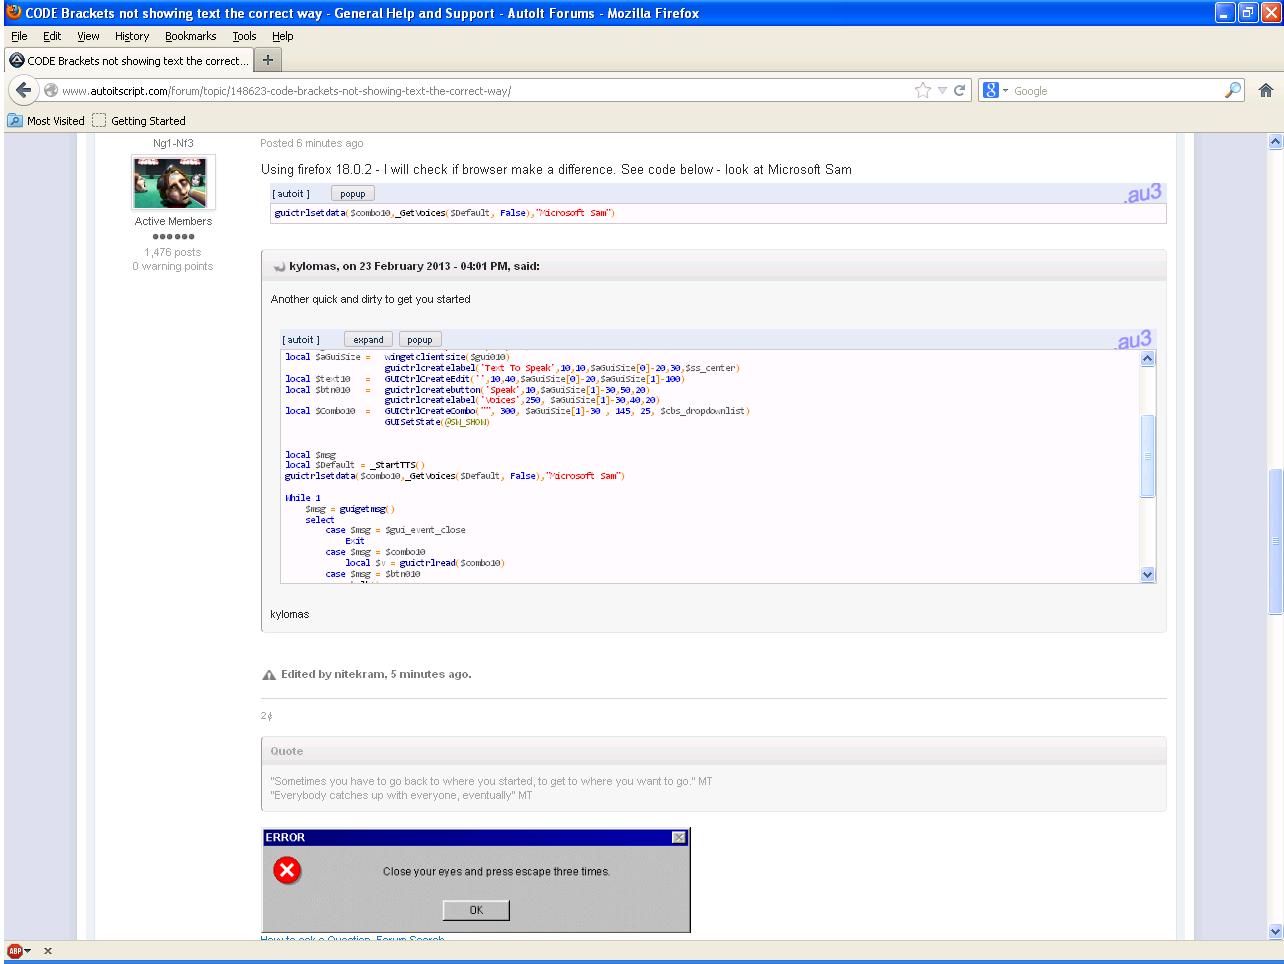 CODE Brackets not showing text the correct way - General Help and Support - AutoIt Forums - Mozilla Firefox
File Edit View History Bookmarks Tools Help
CODE Brackets not showing text the correct... +
www.autoitscript.com/forum/topic/148623-code-brackets-not-showing-text-the-correct-way/
Google
Most Visited Getting Started
Ng1-Nf3
Posted 6 minutes ago
Using firefox 18.0.2 - I will check if browser make a difference. See code below - look at Microsoft Sam
[ autoit ] popup .au3
guictrlsetdata($combo10,_GetVoices($Default, False),"Microsoft Sam")
Active Members
1,476 posts
0 warning points
kylomas, on 23 February 2013 - 04:01 PM, said:
Another quick and dirty to get you started
[ autoit ] expand popup .au3
local $aGuiSize = wingetclientsize($gui010)
guictrlcreatelabel('Text To Speak',10,10,$aGuiSize[0]-20,30,$ss_center)
local $text10 = GUICtrlCreateEdit('',10,40,$aGuiSize[0]-20,$aGuiSize[1]-100)
local $btn010 = guictrlcreatebutton('Speak',10,$aGuiSize[1]-30,50,20)
guictrlcreatelabel('Voices',250, $aGuiSize[1]-30,40,20)
local $Combo10 = GUICtrlCreateCombo("", 300, $aGuiSize[1]-30 , 145, 25, $cbs_dropdownlist)
GUISetState(@SW_SHOW)
local $msg
local $Default = _StartTTS()
guictrlsetdata($combo10,_GetVoices($Default, False),"Microsoft Sam")
While 1
$msg = guigetmsg()
select
case $msg = $gui_event_close
Exit
case $msg = $combo10
local $v = guictrlread($combo10)
case $msg = $btn010
kylomas
Edited by nitekram, 5 minutes ago.
2¢
Quote
"Sometimes you have to go back to where you started, to get to where you want to go." MT
"Everybody catches up with everyone, eventually" MT
ERROR
Close your eyes and press escape three times.
OK
How to ask a Question, Forum Search
ABP